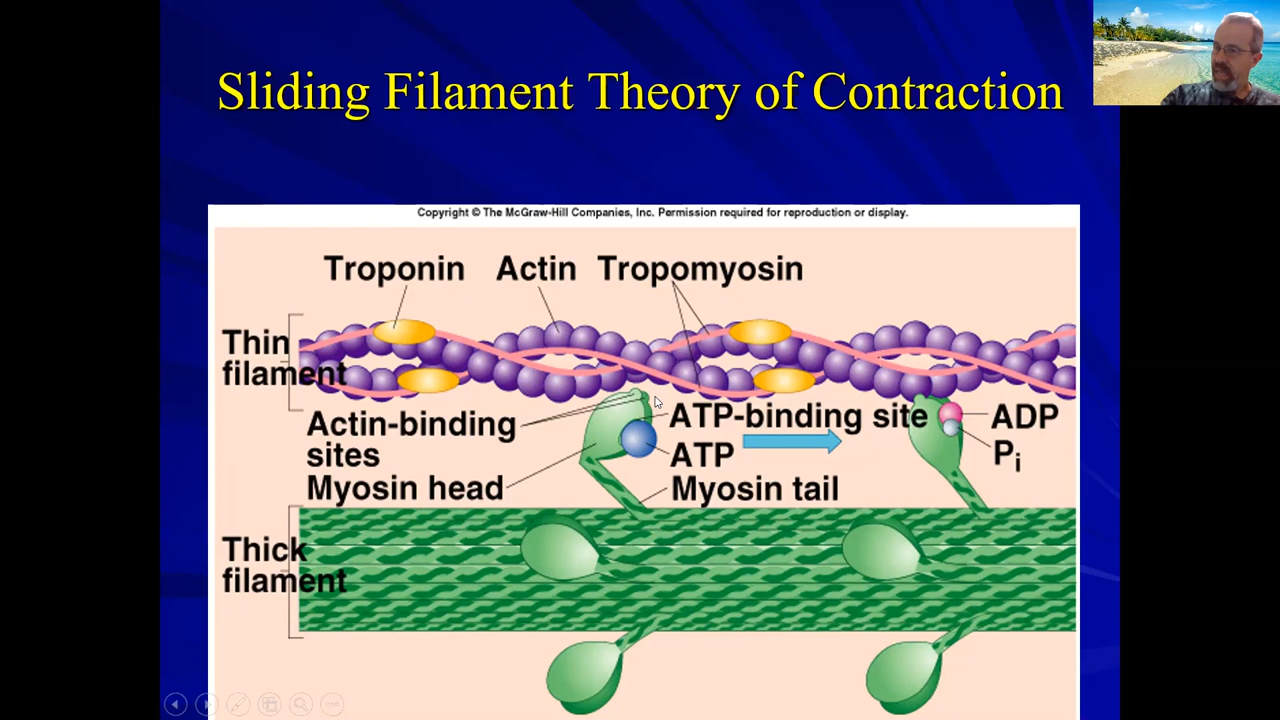 Sliding Filament Theory of Contraction
Copyright © The McGraw-Hill Companies, Inc. Permission required for reproduction or display.
Troponin
Actin
Tropomyosin
Thin
filament
Actin-binding
sites
Myosin head
ATP-binding site
ATP
Myosin tail
ADP
Pi
Thick
filament